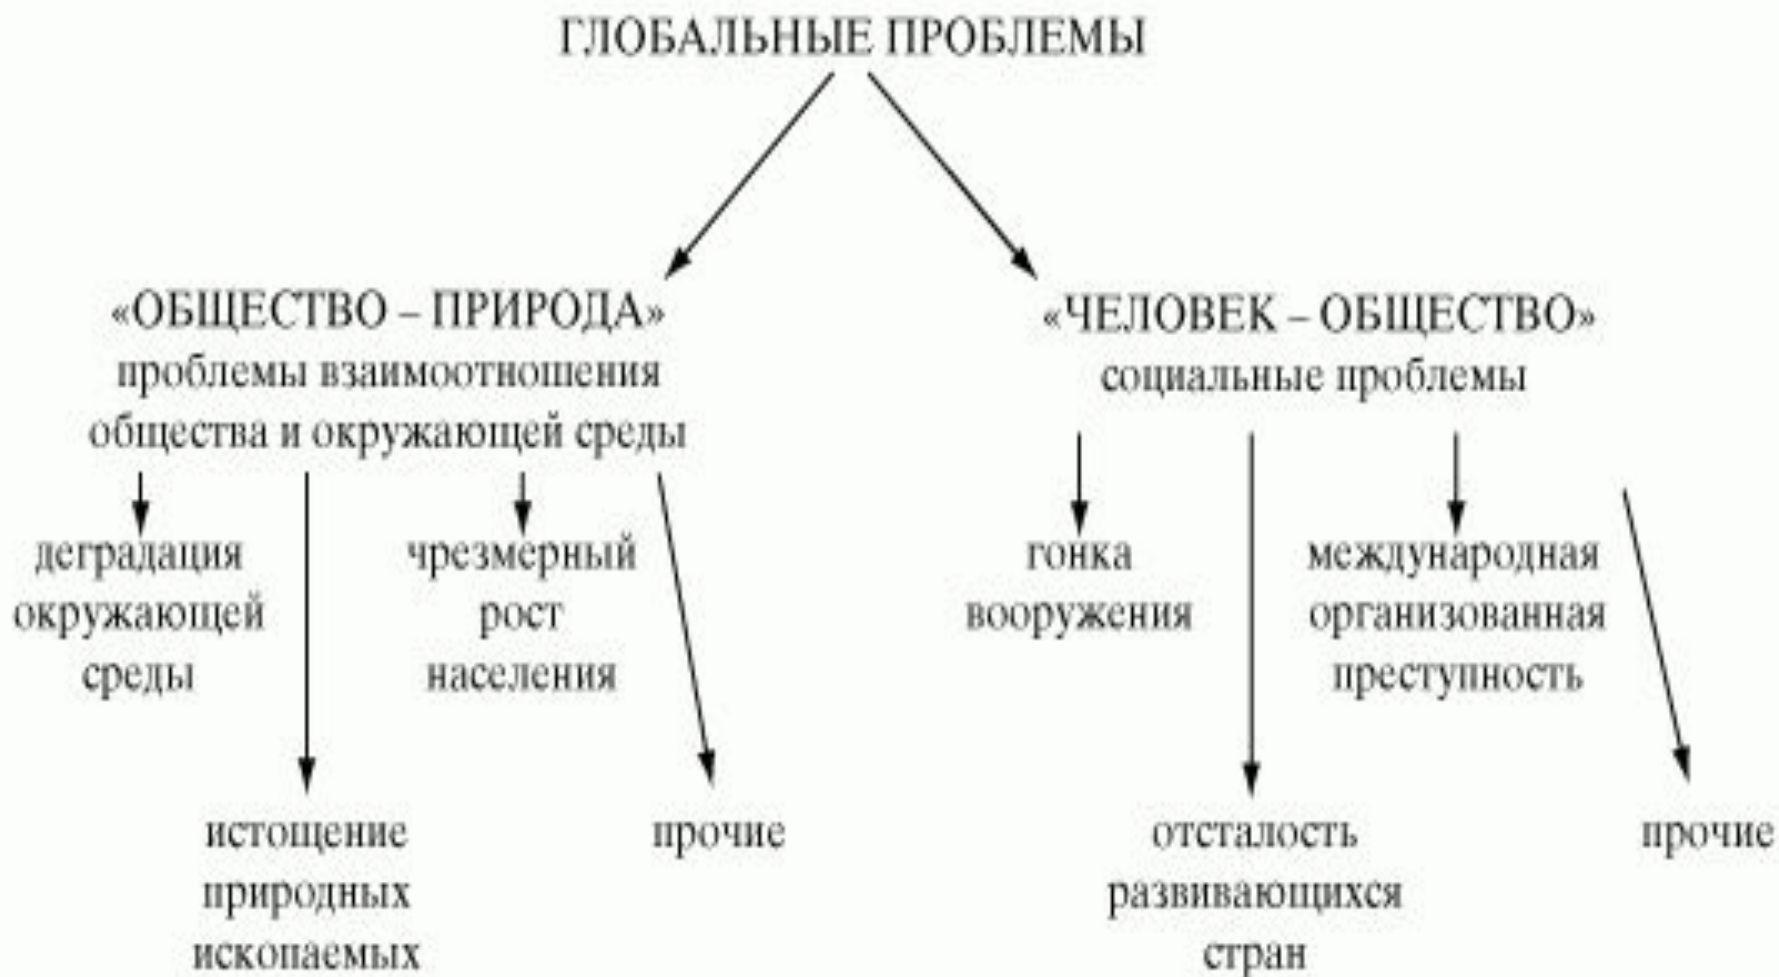 ГЛОБАЛЬНЫЕ ПРОБЛЕМЫ
«ОБЩЕСТВО – ПРИРОДА»
проблемы взаимоотношения
общества и окружающей среды
деградация
окружающей
среды
истощение
природных
ископаемых
чрезмерный
рост
населения
прочие
«ЧЕЛОВЕК – ОБЩЕСТВО»
социальные проблемы
гонка
вооружения
отсталость
развивающихся
стран
международная
организованная
преступность
прочие